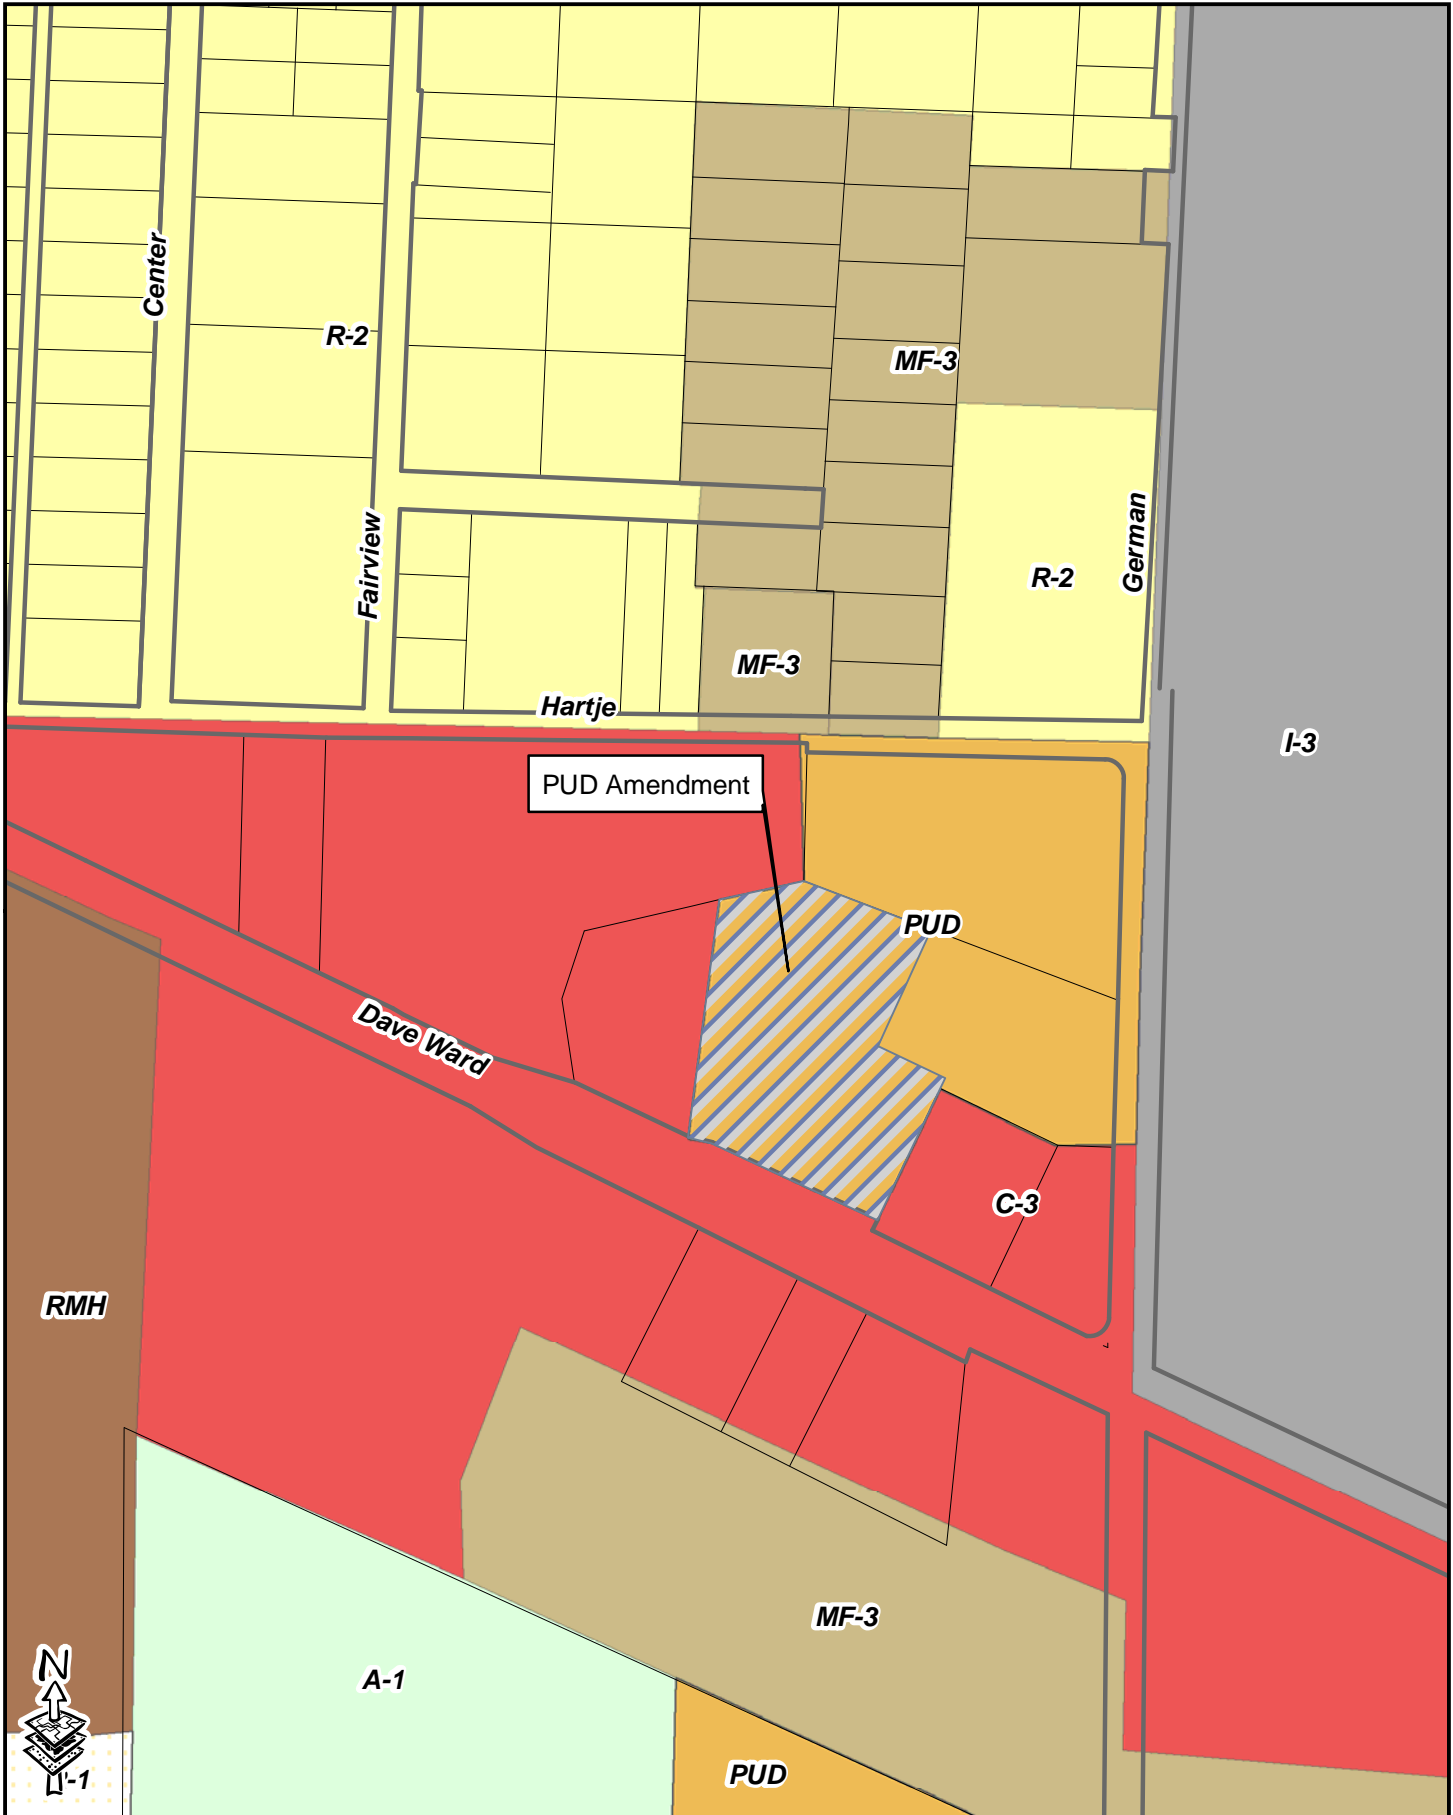 Center
R-2
MF-3
Fairview
German
R-2
MF-3
Hartje
I-3
PUD Amendment
PUD
Dave Ward
C-3
RMH
MF-3
N
A-1
PUD
-1